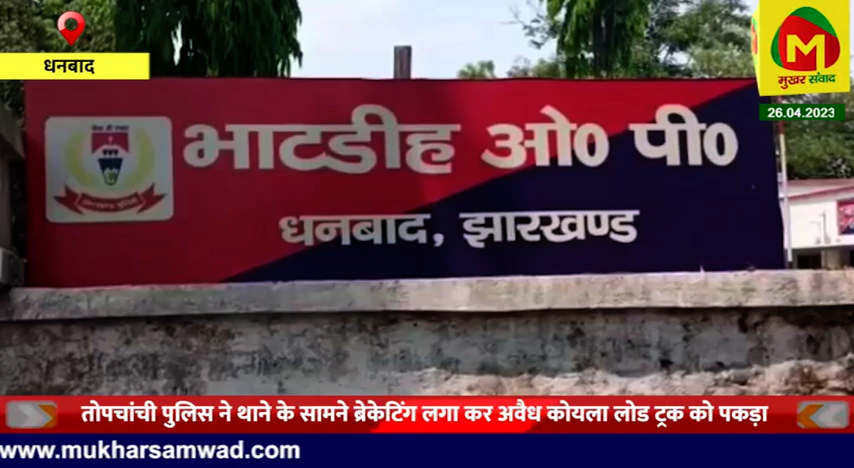 धनबाद
M
मुखर संवाद
26.04.2023
भाटडीह ओ० पी०
धनबाद, झारखण्ड
झारखण्ड पुलिस
तोपचांची पुलिस ने थाने के सामने ब्रेकेटिंग लगा कर अवैध कोयला लोड ट्रक को पकड़ा
www.mukharsamwad.com